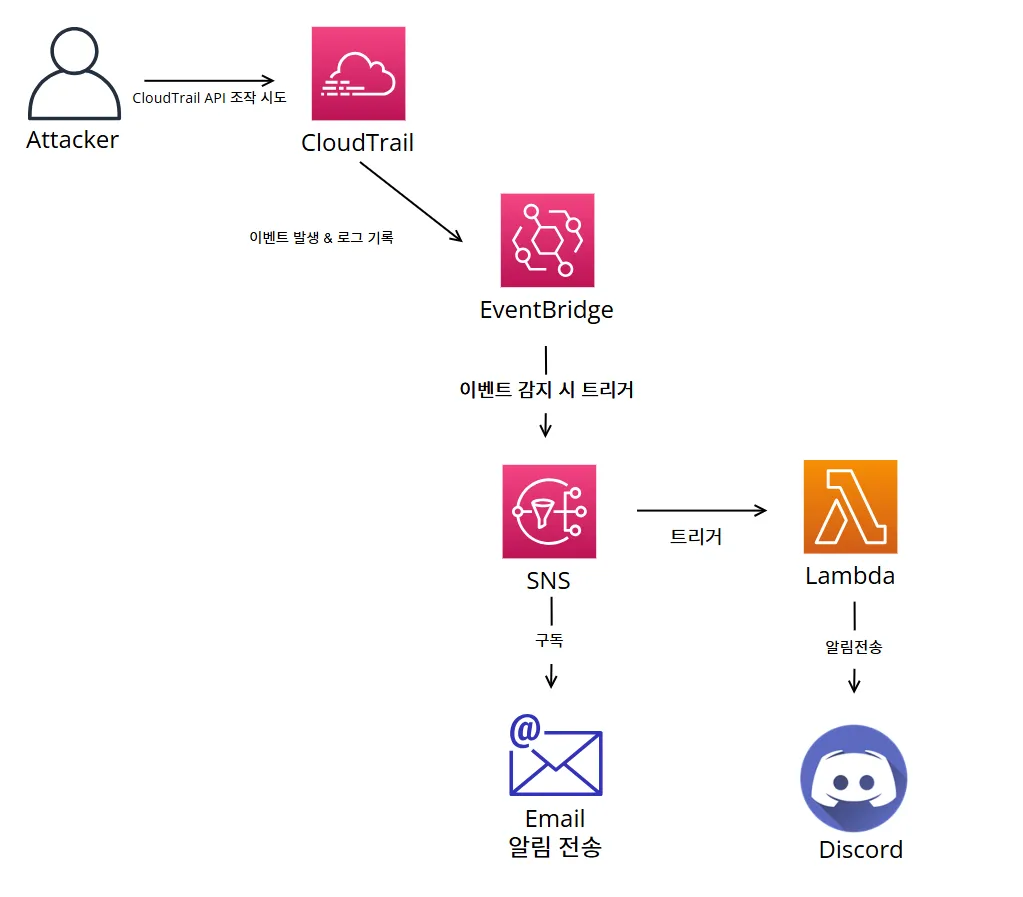 Attacker
CloudTrail API 조작 시도
CloudTrail
이벤트 발생 & 로그 기록
EventBridge
이벤트 감지 시 트리거
SNS
트리거
Lambda
구독
알림전송
@
Email
알림 전송
Discord